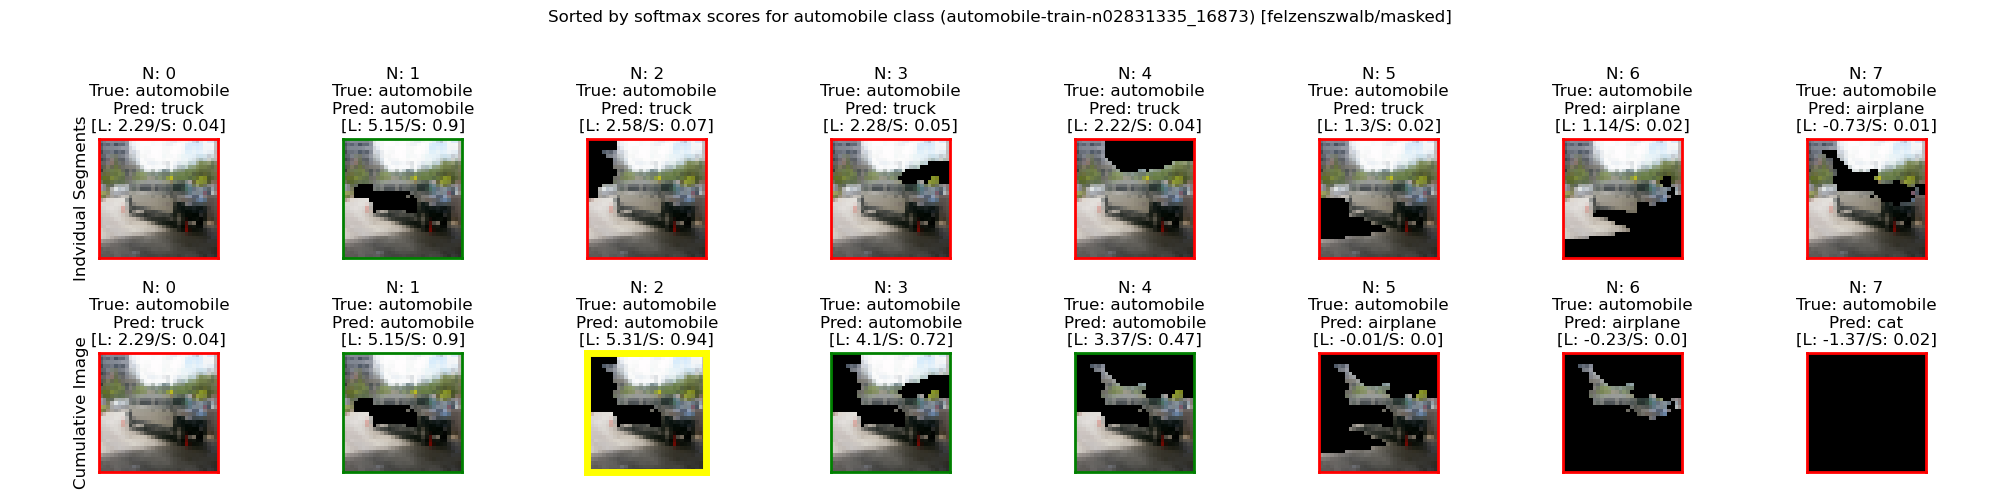 Sorted by softmax scores for automobile class (automobile-train-n02831335_16873) [felzenszwalb/masked]
Individual Segments
N: 0
True: automobile
Pred: truck
[L: 2.29/S: 0.04]
N: 1
True: automobile
Pred: automobile
[L: 5.15/S: 0.9]
N: 2
True: automobile
Pred: truck
[L: 2.58/S: 0.07]
N: 3
True: automobile
Pred: truck
[L: 2.28/S: 0.05]
N: 4
True: automobile
Pred: truck
[L: 2.22/S: 0.04]
N: 5
True: automobile
Pred: truck
[L: 1.3/S: 0.02]
N: 6
True: automobile
Pred: airplane
[L: 1.14/S: 0.02]
N: 7
True: automobile
Pred: airplane
[L: -0.73/S: 0.01]
Cumulative Image
N: 0
True: automobile
Pred: truck
[L: 2.29/S: 0.04]
N: 1
True: automobile
Pred: automobile
[L: 5.15/S: 0.9]
N: 2
True: automobile
Pred: automobile
[L: 5.31/S: 0.94]
N: 3
True: automobile
Pred: automobile
[L: 4.1/S: 0.72]
N: 4
True: automobile
Pred: automobile
[L: 3.37/S: 0.47]
N: 5
True: automobile
Pred: airplane
[L: -0.01/S: 0.0]
N: 6
True: automobile
Pred: airplane
[L: -0.23/S: 0.0]
N: 7
True: automobile
Pred: cat
[L: -1.37/S: 0.02]